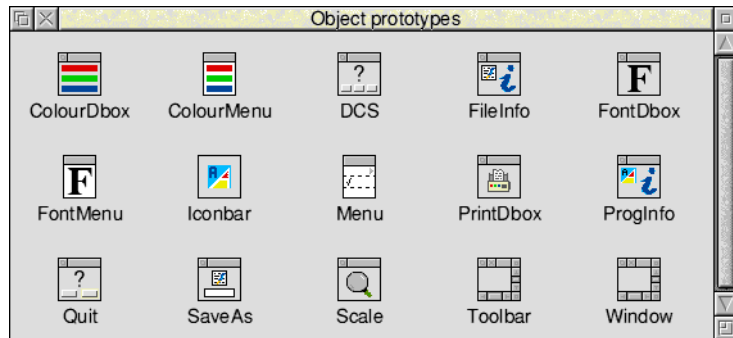 Object prototypes
ColourDbox ColourMenu DCS FileInfo FontDbox
FontMenu Iconbar Menu PrintDbox ProgInfo
Quit SaveAs Scale Toolbar Window